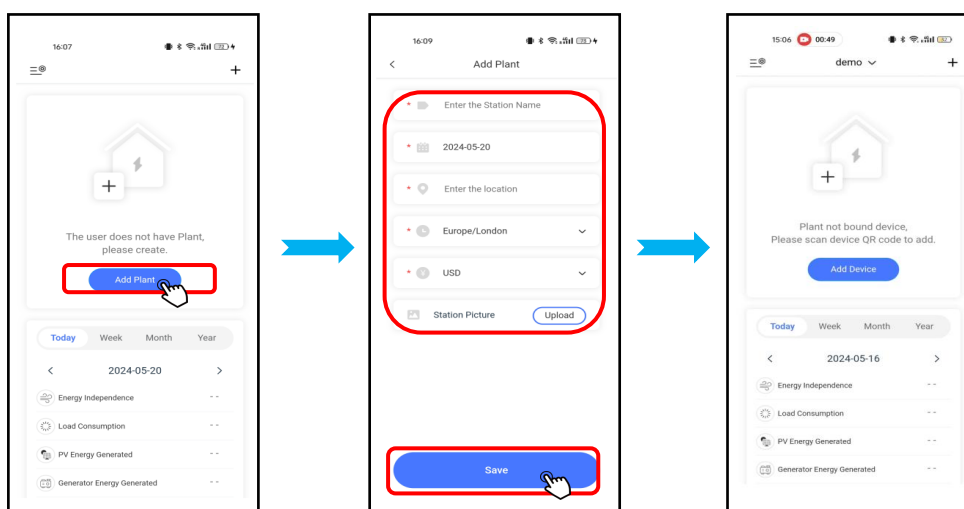 16:07
The user does not have Plant,
please create.
Add Plant
Today Week Month Year
2024-05-20
Energy Independence --
Load Consumption --
PV Energy Generated --
Generator Energy Generated --
16:09
Add Plant
* Enter the Station Name
* 2024-05-20
* Enter the location
* Europe/London
* USD
Station Picture Upload
Save
15:06 00:49
demo
Plant not bound device,
Please scan device QR code to add.
Add Device
Today Week Month Year
2024-05-16
Energy Independence --
Load Consumption --
PV Energy Generated --
Generator Energy Generated --